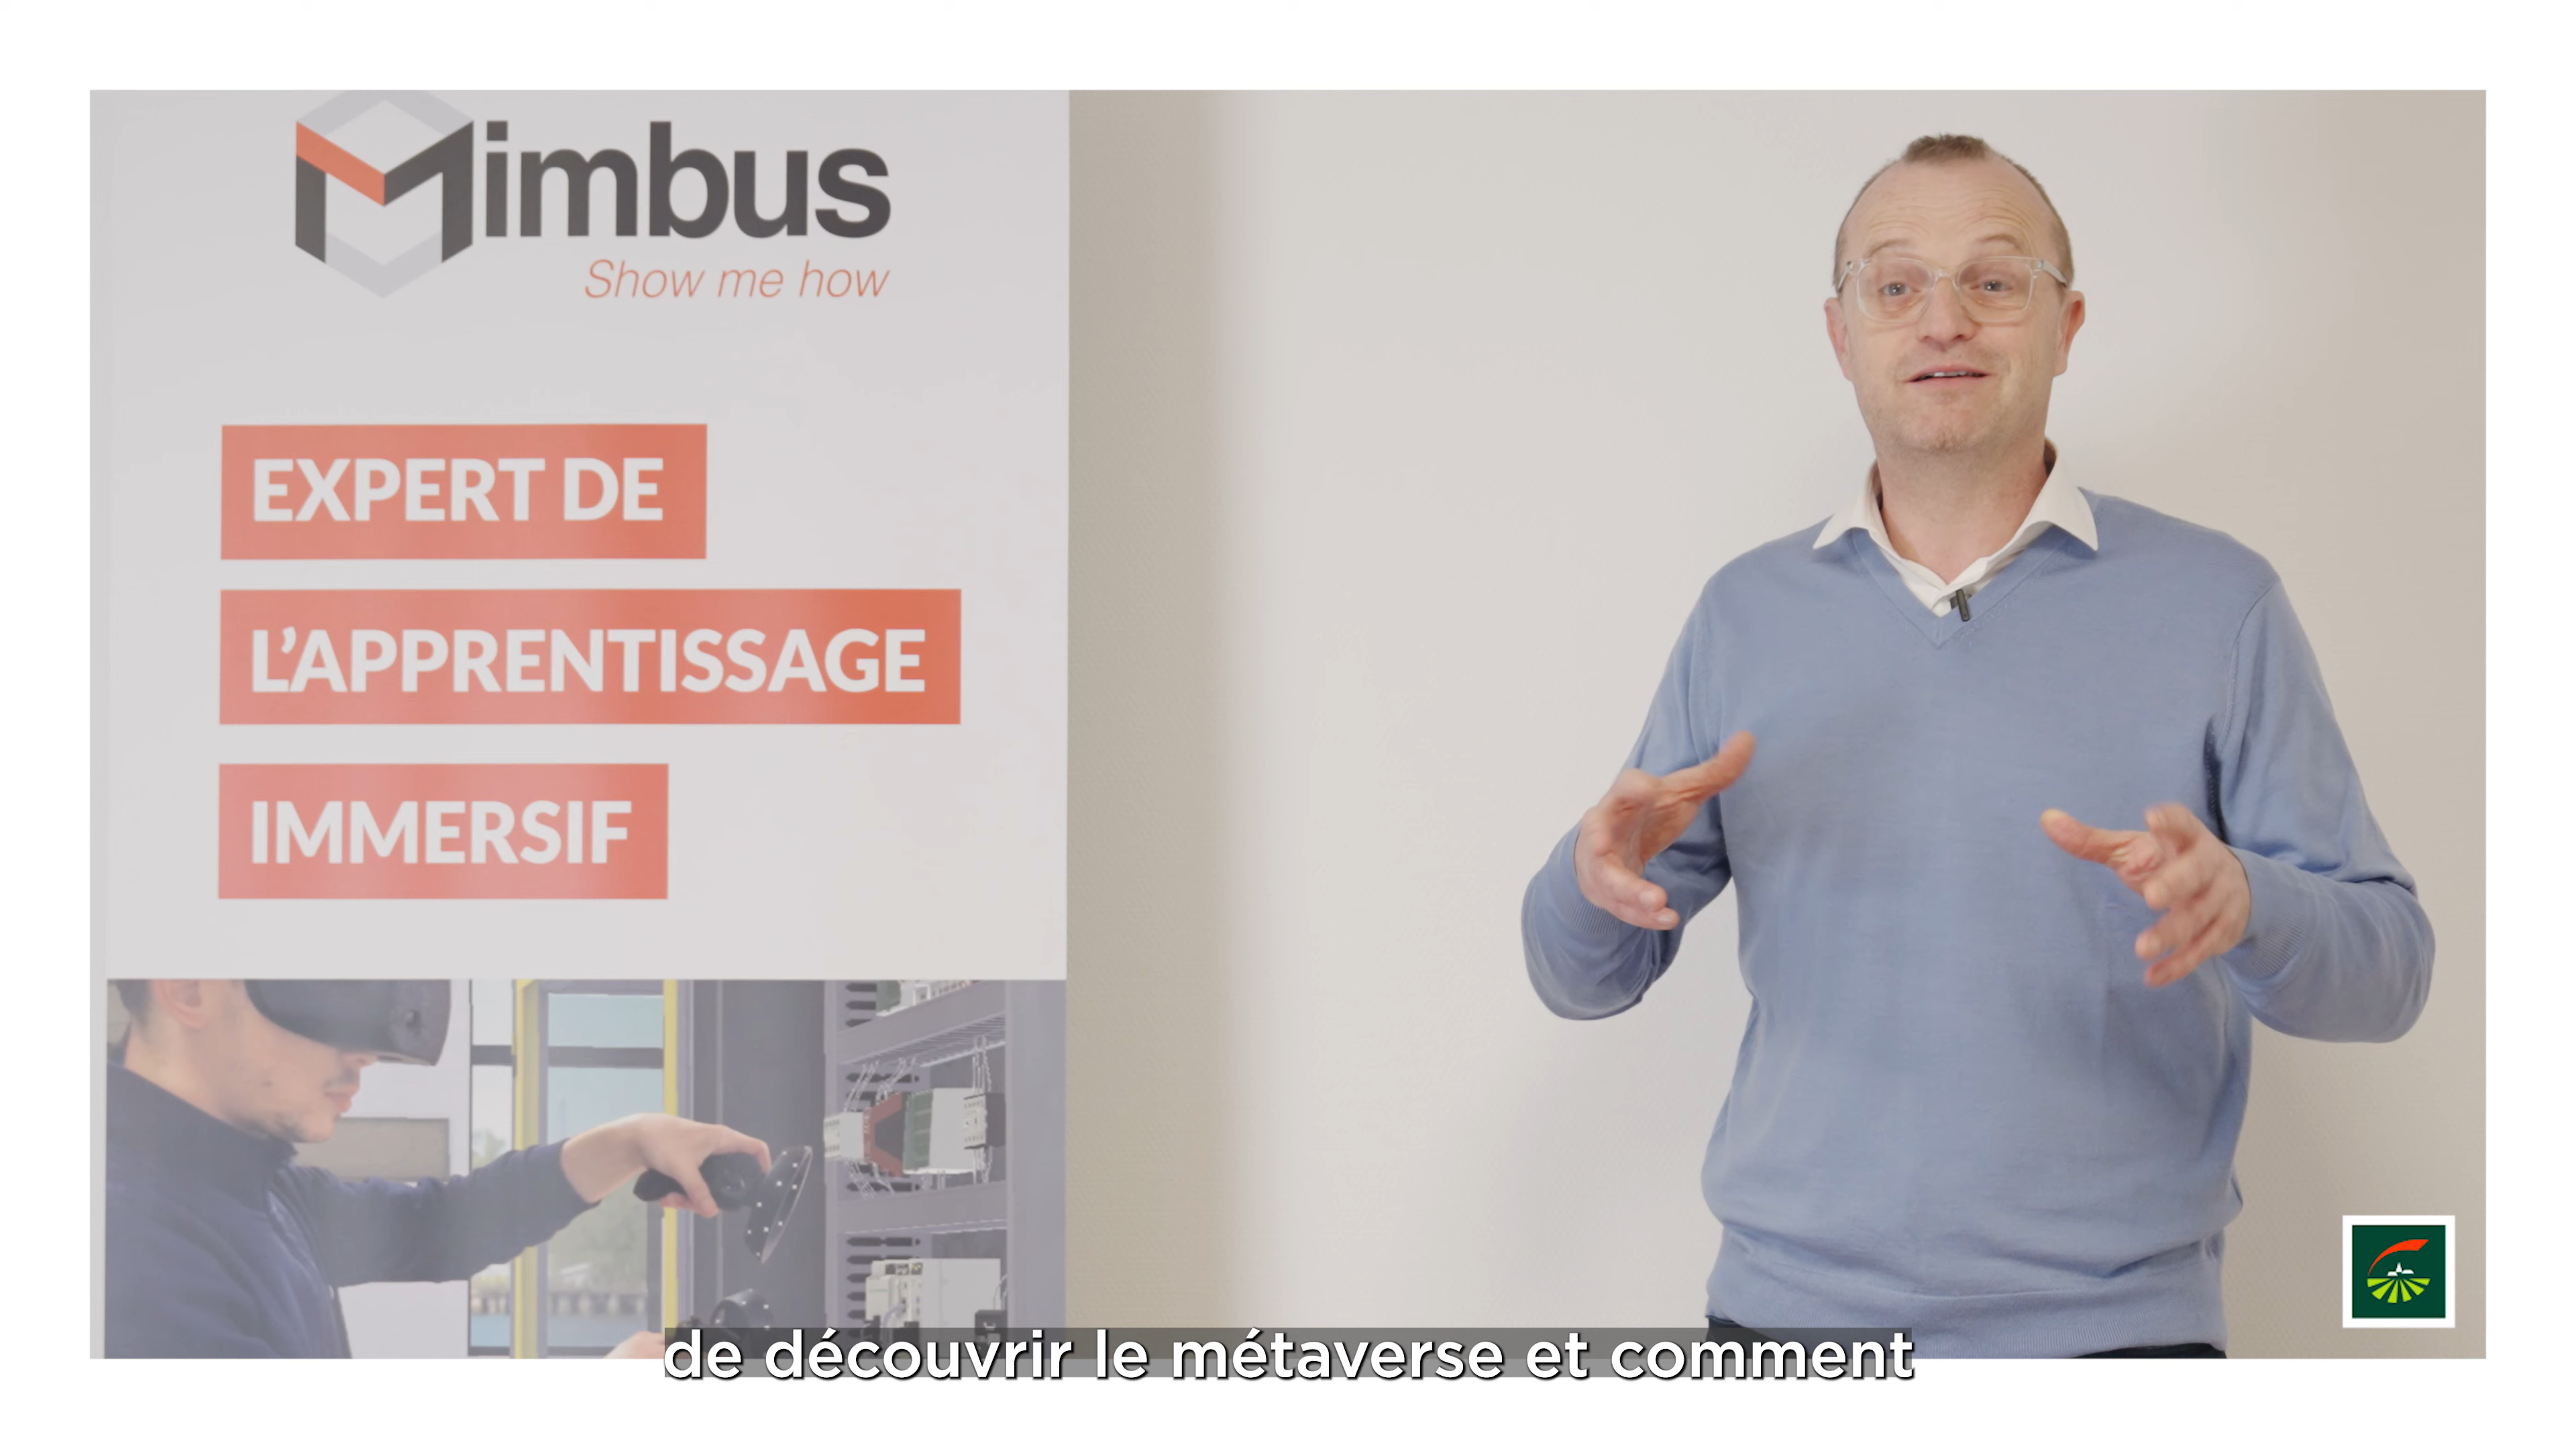 Mimbus
Show me how
EXPERT DE
L'APPRENTISSAGE
IMMERSIF
de découvrir le métaverse et comment